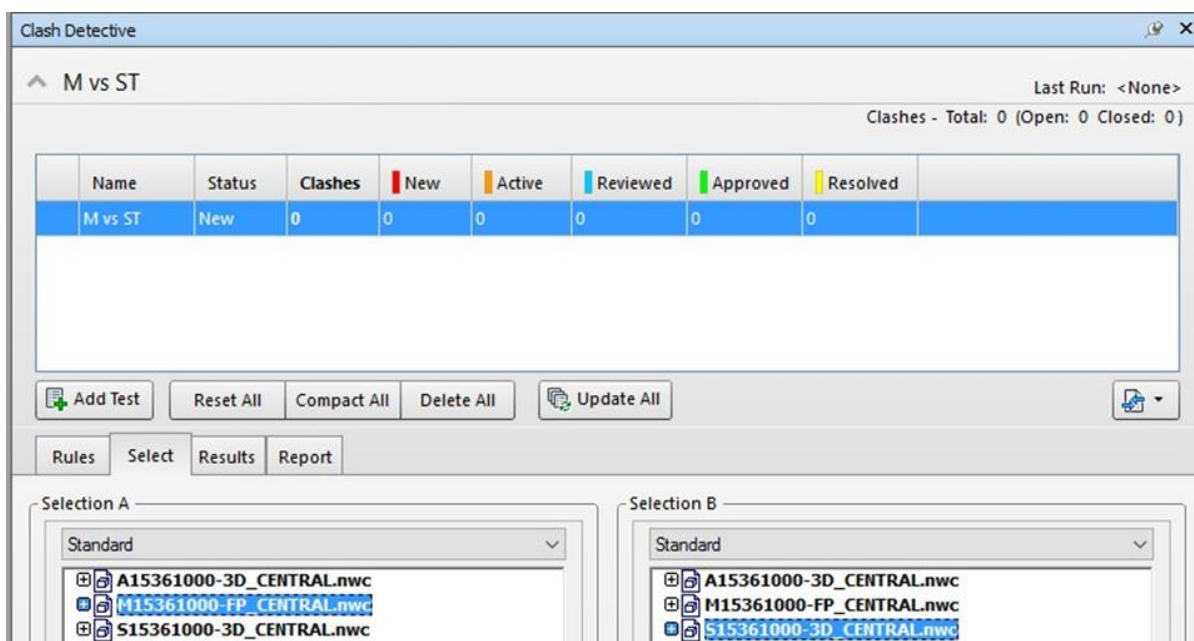 Clash Detective
M vs ST
Last Run: <None>
Clashes - Total: 0 (Open: 0 Closed: 0)
Name Status Clashes New Active Reviewed Approved Resolved
M vs ST New 0 0 0 0 0 0
Add Test Reset All Compact All Delete All Update All
Rules Select Results Report
Selection A Selection B
Standard Standard
A15361000-3D_CENTRAL.nwc A15361000-3D_CENTRAL.nwc
M15361000-FP_CENTRAL.nwc M15361000-FP_CENTRAL.nwc
S15361000-3D_CENTRAL.nwc S15361000-3D_CENTRAL.nwc